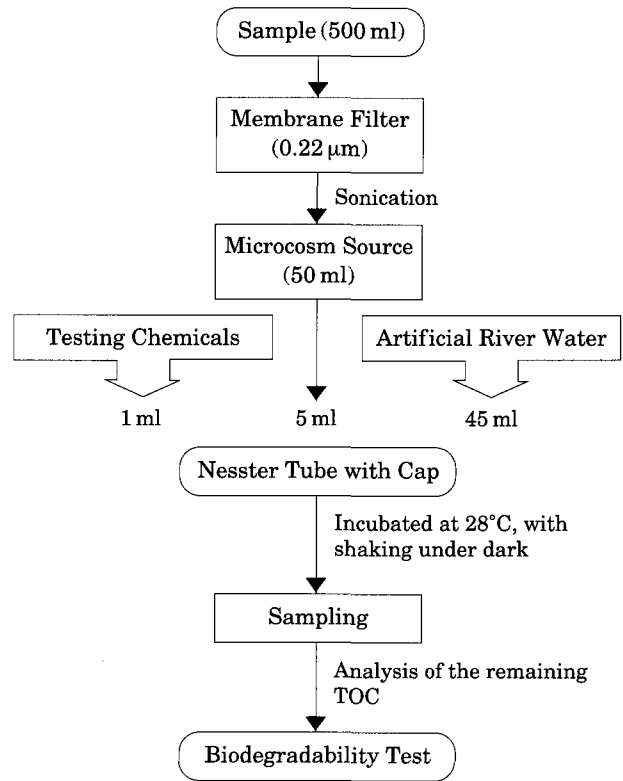 Sample (500 ml)
Membrane Filter
(0.22 μm)
Sonication
Microcosm Source
(50 ml)
Testing Chemicals
Artificial River Water
1 ml
5 ml
45 ml
Nesster Tube with Cap
Incubated at 28°C, with
shaking under dark
Sampling
Analysis of the remaining
TOC
Biodegradability Test